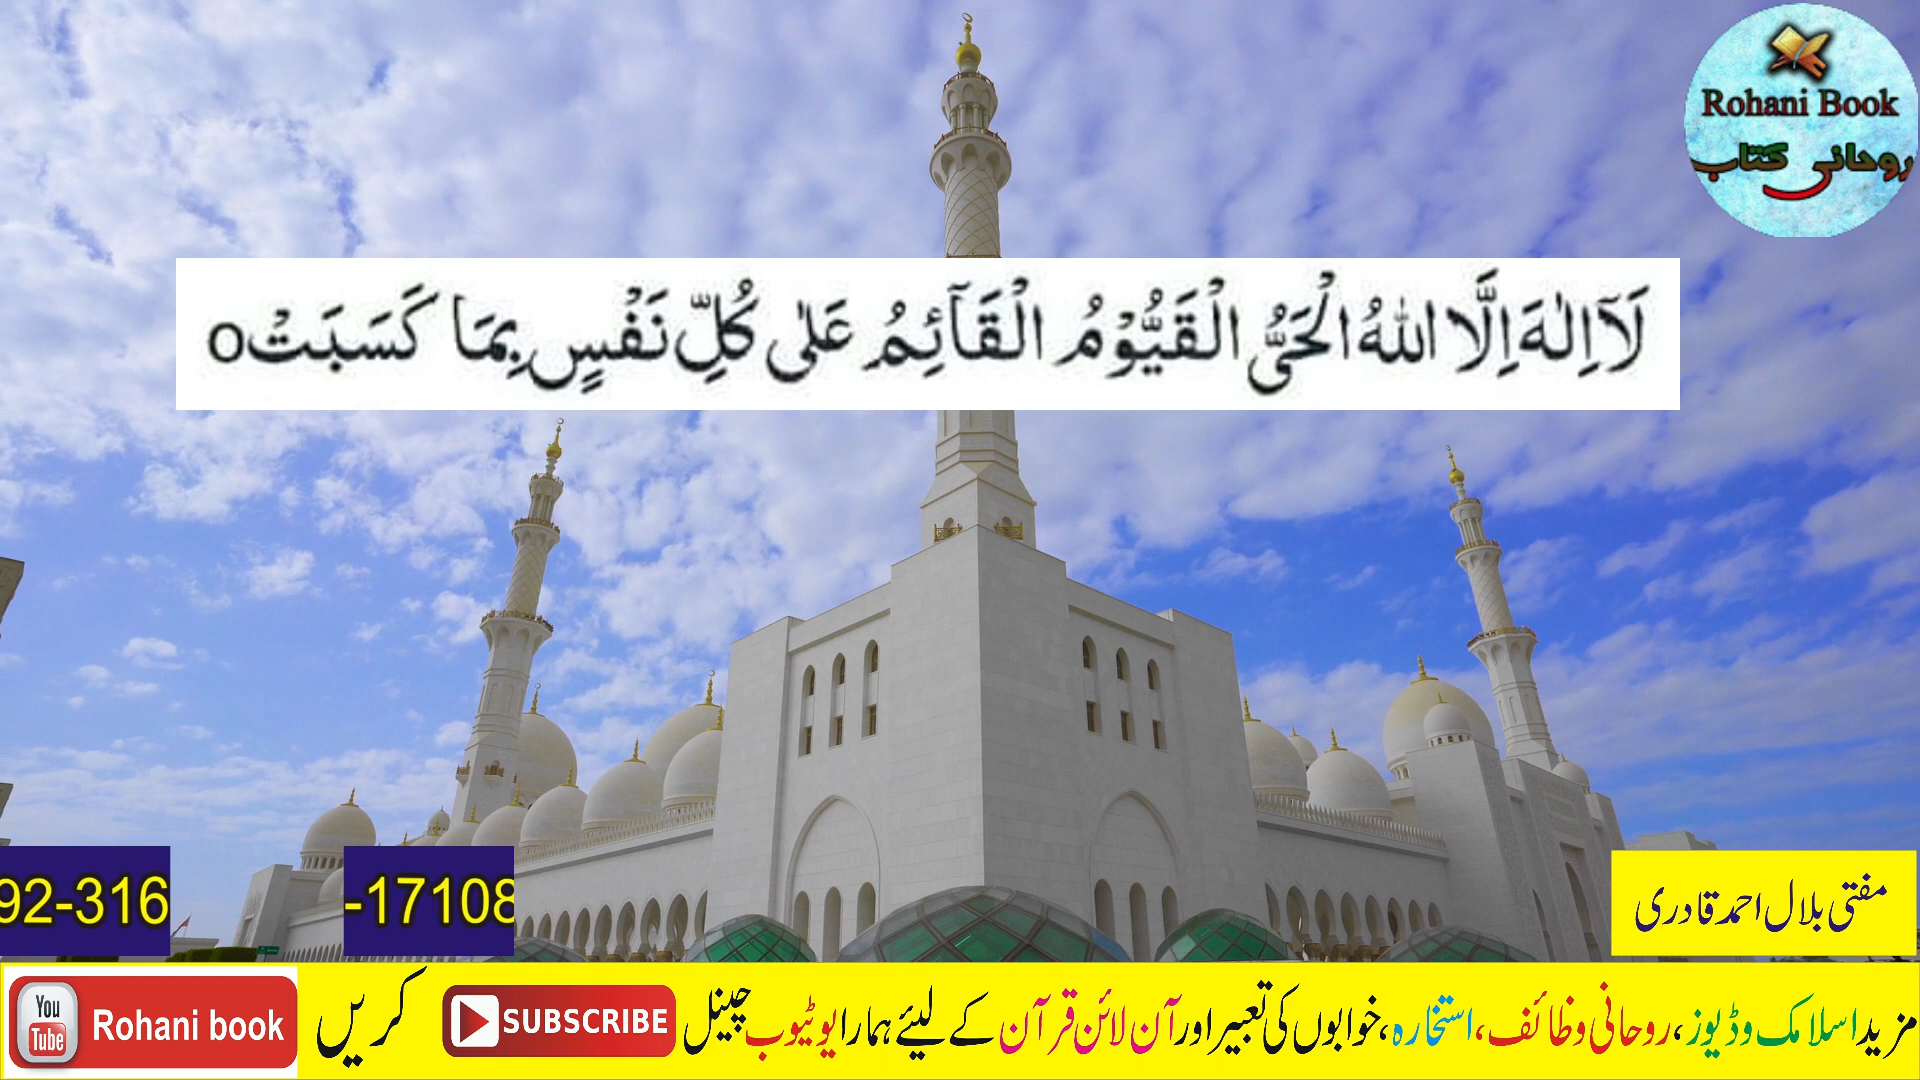 Rohani Book
روحانی کتاب
لَآ اِلٰهَ اِلَّا اللّٰهُ الْحَیُّ الْقَیُّوْمُ الْقَآئِمُ عَلٰی كُلِّ نَفْسٍ بِمَا كَسَبَتْ o
92-316
-17108
مفتی بلال احمد قادری
مزید اسلامک وڈیوز، روحانی وظائف، استخارہ، خوابوں کی تعبیر اور آن لائن قرآن کے لیئے ہمارا یوٹیوب چینل SUBSCRIBE کریں
You Tube Rohani book